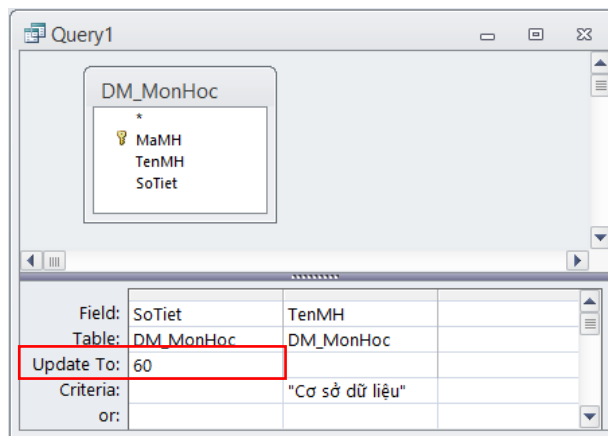 Query1
DM_MonHoc
*
MaMH
TenMH
SoTiet
Field: SoTiet TenMH
Table: DM_MonHoc DM_MonHoc
Update To: 60
Criteria: "Cơ sở dữ liệu"
or: